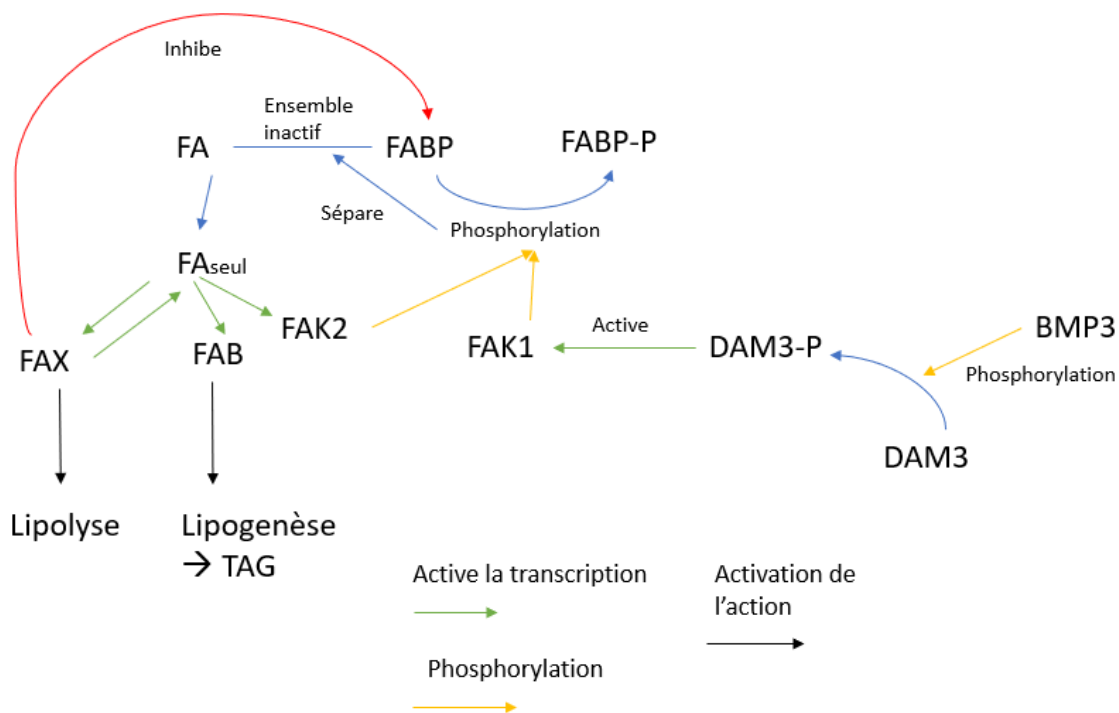 Inhibe
Ensemble
inactif
FA
FABP
FABP-P
Sépare
Phosphorylation
FAseul
FAK2
Active
BMP3
FAX
FAB
FAK1
DAM3-P
Phosphorylation
DAM3
Lipolyse
Lipogenèse
→ TAG
Active la transcription
Activation de
l'action
Phosphorylation